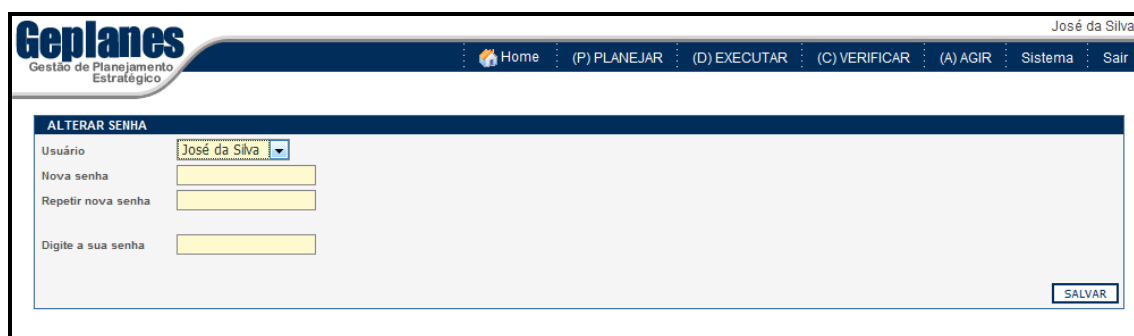 José da Silva
Geplanes
Gestão de Planejamento
Estratégico
Home (P) PLANEJAR (D) EXECUTAR (C) VERIFICAR (A) AGIR Sistema Sair
ALTERAR SENHA
Usuário José da Silva
Nova senha
Repetir nova senha
Digite a sua senha
SALVAR